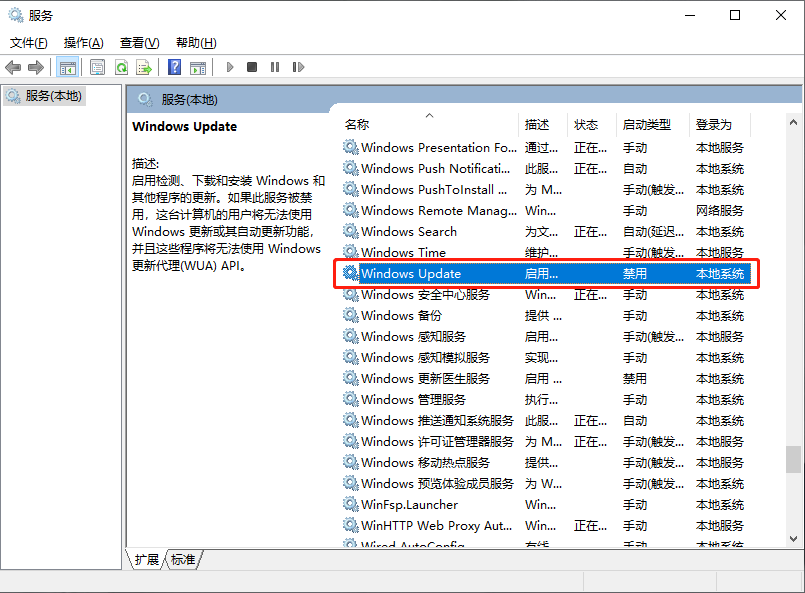 服务
文件(F) 操作(A) 查看(V) 帮助(H)
服务(本地)
服务(本地)
Windows Update
描述:
启用检测、下载和安装 Windows 和
其他程序的更新。如果此服务被禁
用，这台计算机的用户将无法使用
Windows 更新或其自动更新功能，
并且这些程序将无法使用 Windows
更新代理(WUA) API。
名称 描述 状态 启动类型 登录为
Windows Presentation Fo... 通过... 正在... 手动 本地服务
Windows Push Notificati... 此服... 正在... 自动 本地系统
Windows PushToInstall ... 为 M... 手动(触发... 本地系统
Windows Remote Manag... Win... 手动 网络服务
Windows Search 为文... 正在... 自动(延迟... 本地系统
Windows Time 维护... 手动(触发... 本地服务
Windows Update 启用... 禁用 本地系统
Windows 安全中心服务 Win... 正在... 手动 本地系统
Windows 备份 提供 ... 手动 本地系统
Windows 感知服务 启用... 手动(触发... 本地服务
Windows 感知模拟服务 实现... 手动 本地系统
Windows 更新医生服务 启用 ... 禁用 本地系统
Windows 管理服务 执行... 手动 本地系统
Windows 推送通知系统服务 此服... 正在... 自动 本地系统
Windows 许可证管理器服务 为 M... 正在... 手动(触发... 本地服务
Windows 移动热点服务 提供... 手动(触发... 本地服务
Windows 预览体验成员服务 为 W... 手动(触发... 本地系统
WinFsp.Launcher Win... 手动 本地系统
WinHTTP Web Proxy Aut... Win... 正在... 手动 本地服务
Wired AutoConfig 有线... 手动 本地系统
扩展 标准